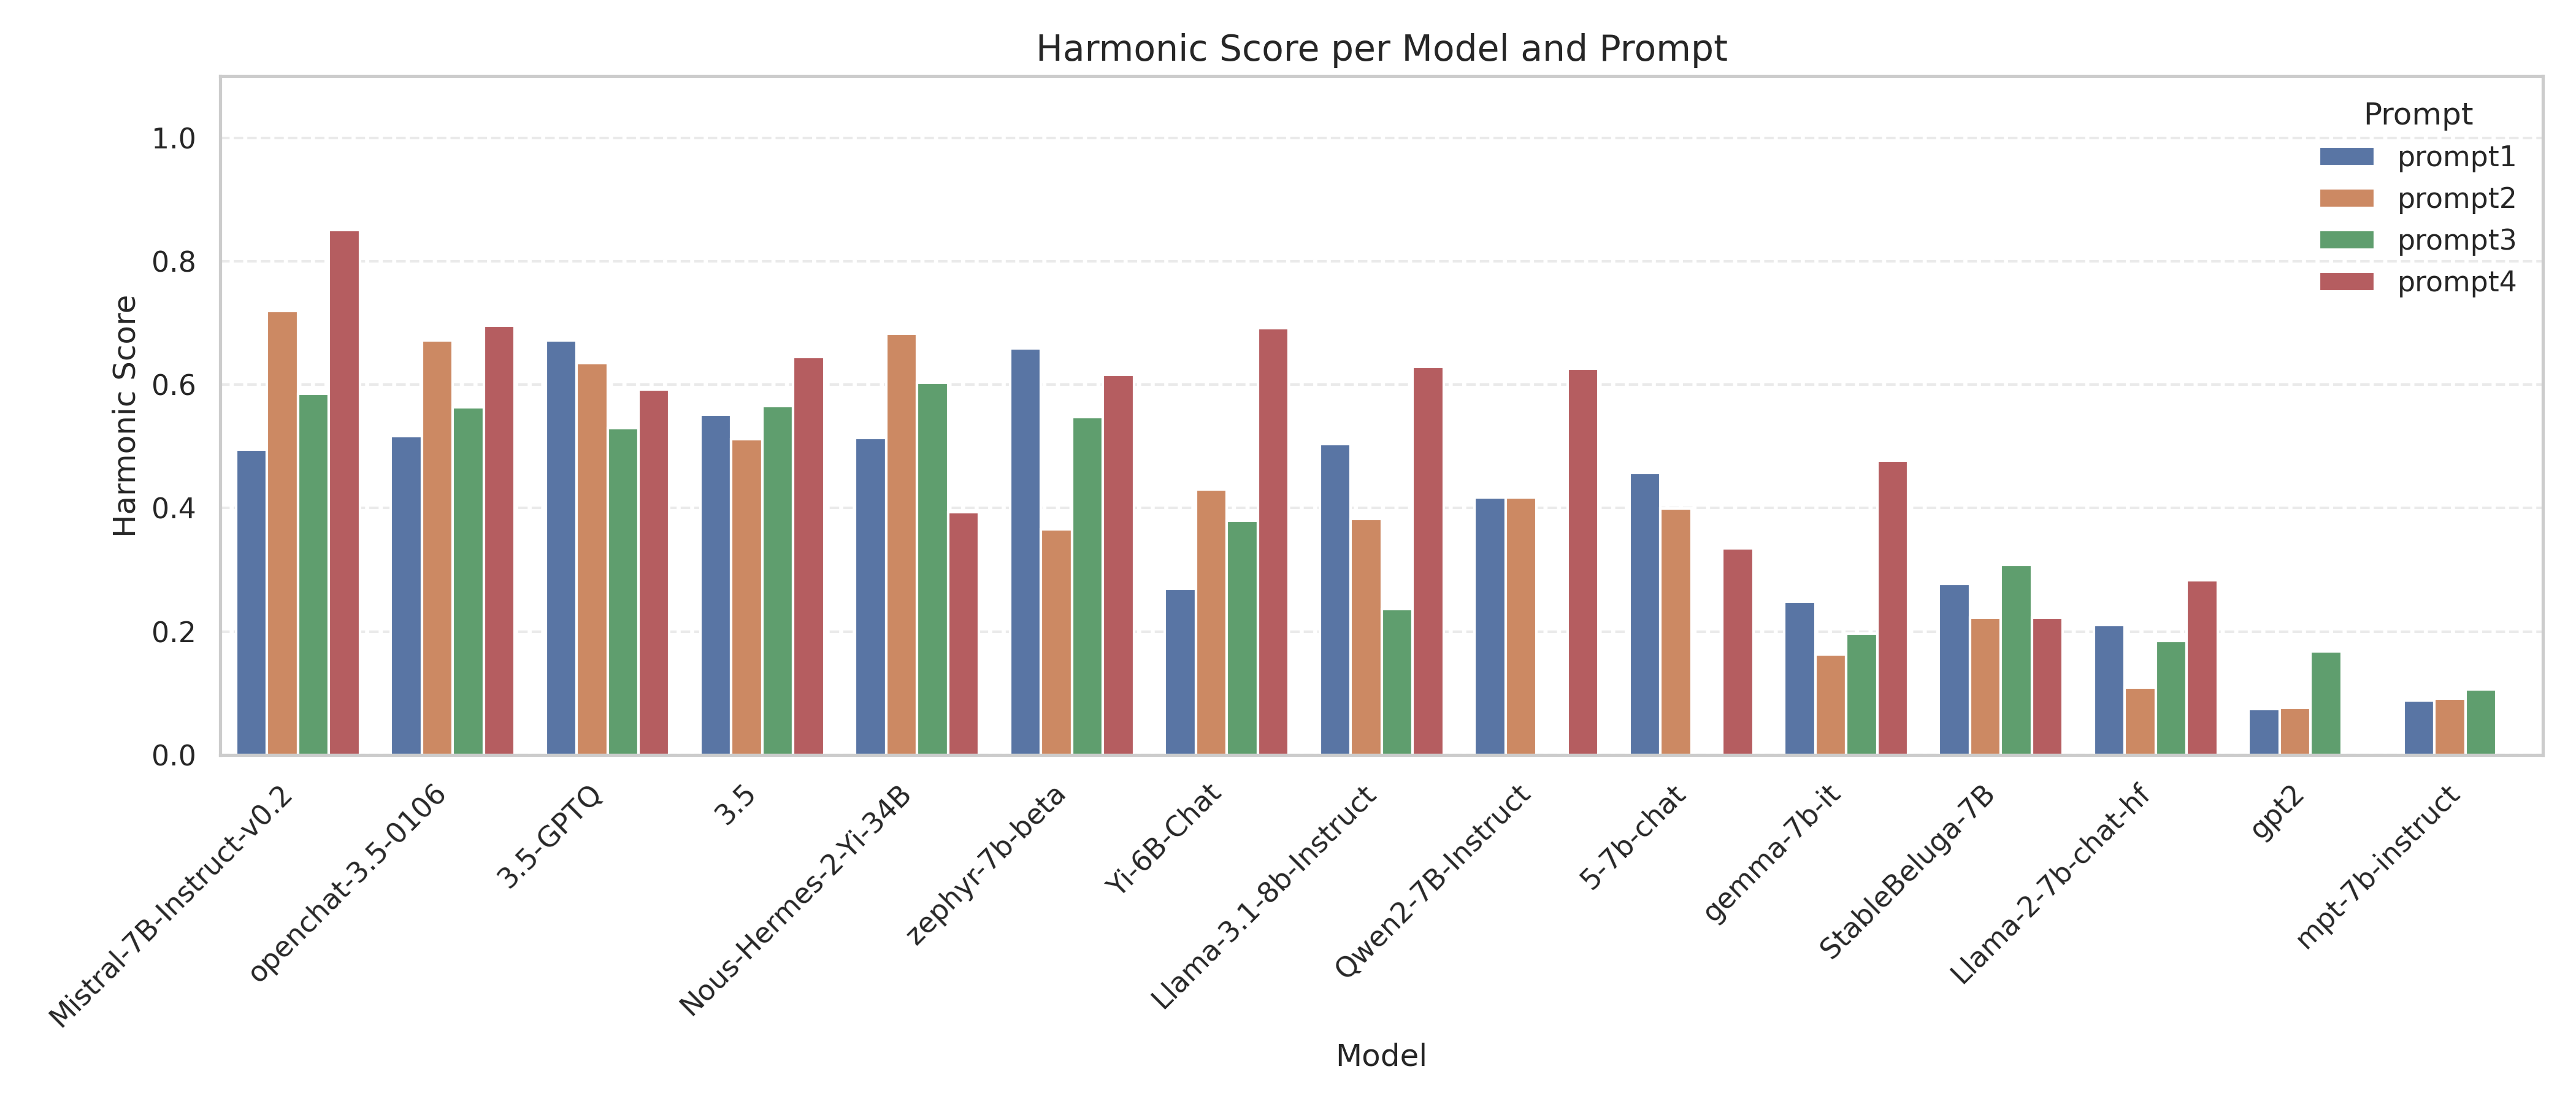 Harmonic Score per Model and Prompt
Prompt
prompt1
prompt2
prompt3
prompt4
Harmonic Score
1.0
0.8
0.6
0.4
0.2
0.0
Mistral-7B-Instruct-v0.2
openchat-3.5-0106
3.5-GPTQ
3.5
Nous-Hermes-2-Yi-34B
zephyr-7b-beta
Yi-6B-Chat
Llama-3.1-8b-Instruct
Qwen2-7B-Instruct
5-7b-chat
gemma-7b-it
StableBeluga-7B
Llama-2-7b-chat-hf
gpt2
mpt-7b-instruct
Model